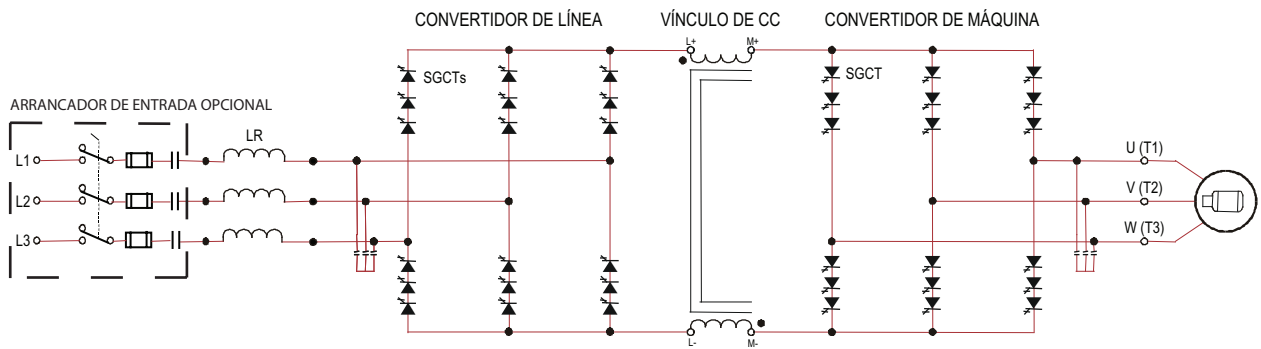 CONVERTIDOR DE LÍNEA
VÍNCULO DE CC
CONVERTIDOR DE MÁQUINA
L+
M+
SGCTs
SGCT
ARRANCADOR DE ENTRADA OPCIONAL
LR
L1
L2
L3
U (T1)
V (T2)
W (T3)
L-
M-